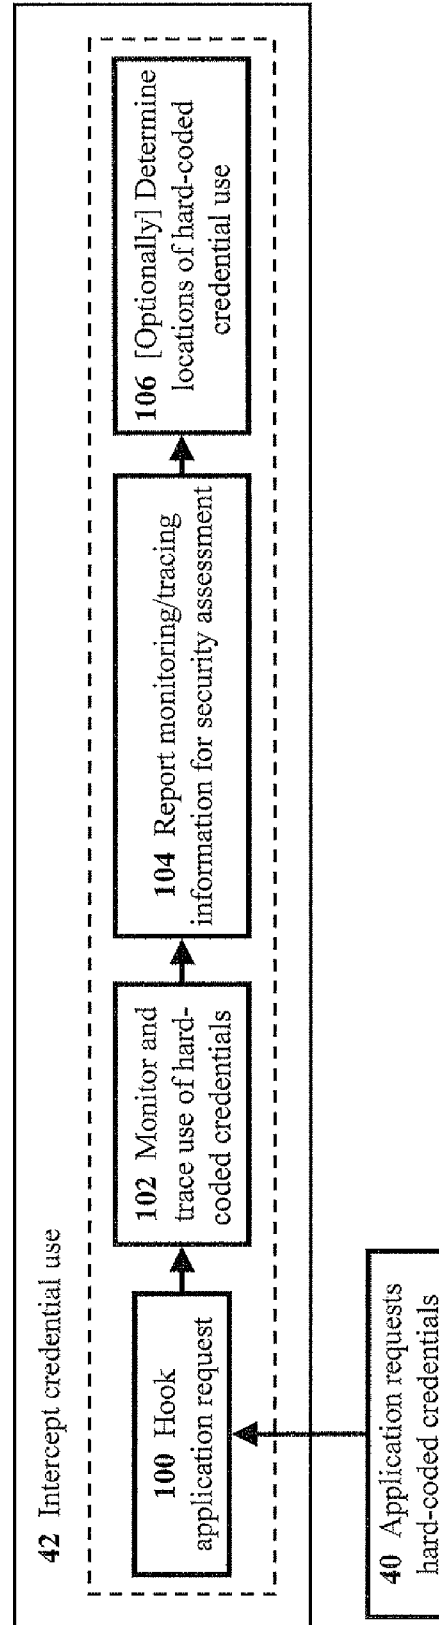 42 Intercept credential use
100 Hook
application request
102 Monitor and
trace use of hard-
coded credentials
104 Report monitoring/tracing
information for security assessment
106 [Optionally] Determine
locations of hard-coded
credential use
40 Application requests
hard-coded credentials